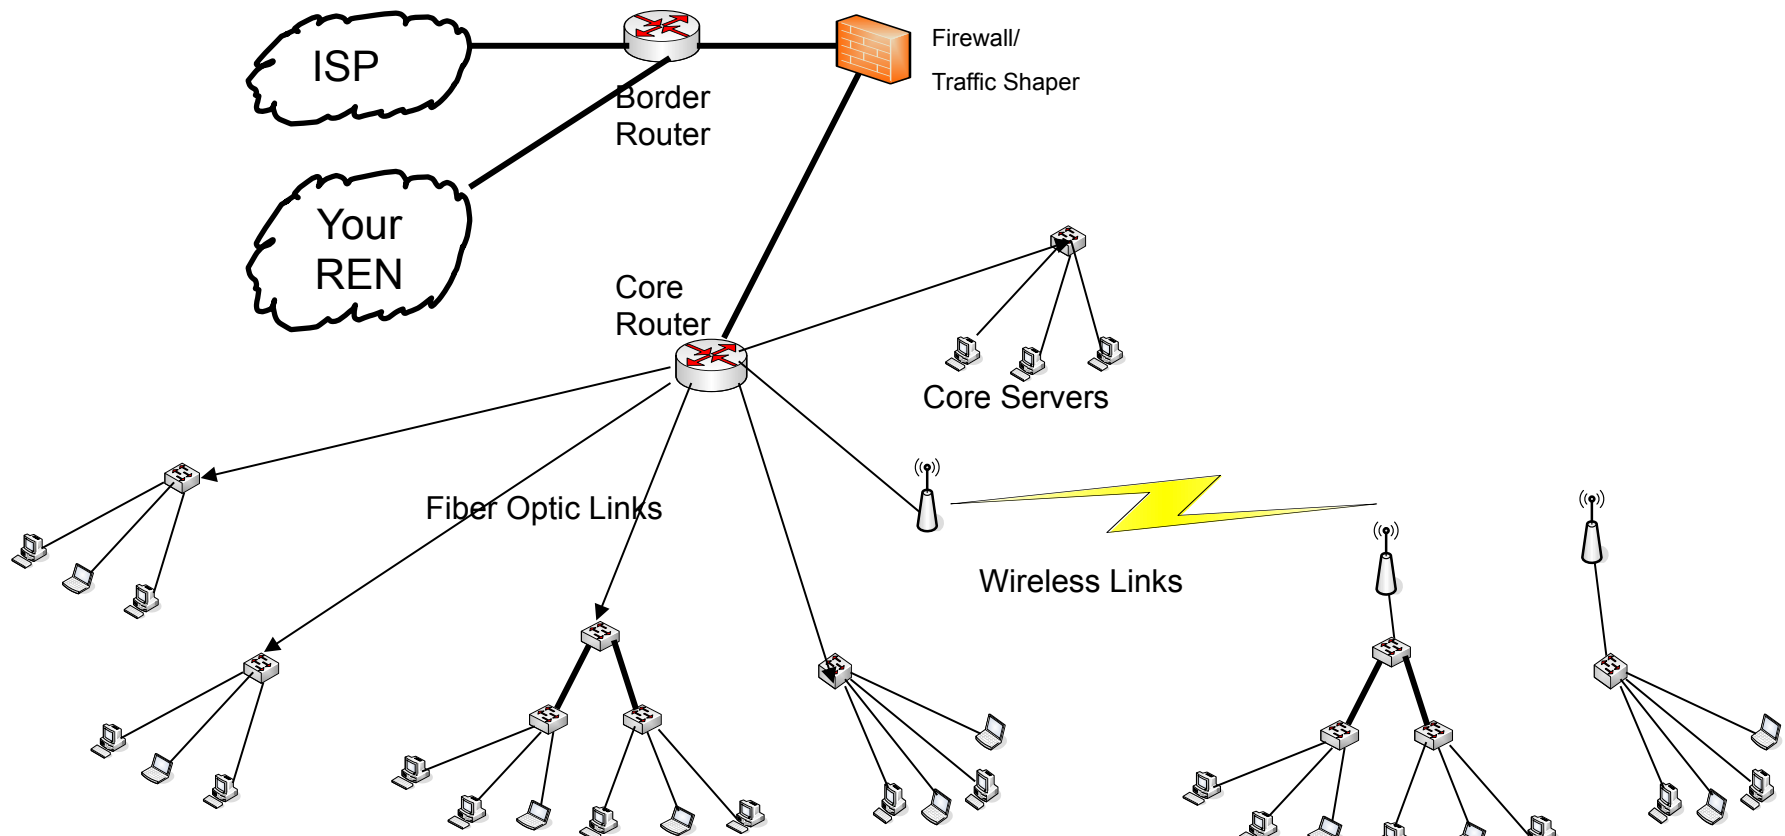 ISP
Firewall/
Traffic Shaper
Border
Router
Your
REN
Core
Router
Core Servers
Fiber Optic Links
Wireless Links